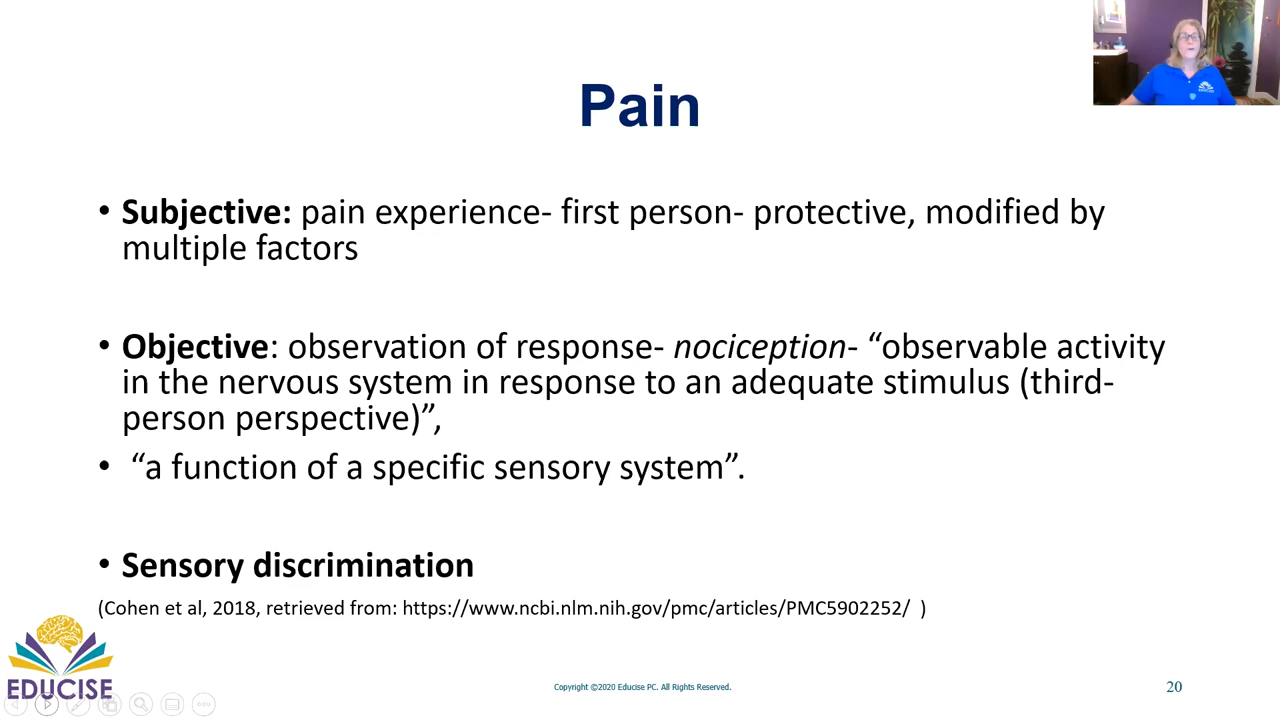 Pain
• Subjective: pain experience- first person- protective, modified by
multiple factors
• Objective: observation of response- nociception- “observable activity
in the nervous system in response to an adequate stimulus (third-
person perspective)”,
• “a function of a specific sensory system”.
• Sensory discrimination
(Cohen et al, 2018, retrieved from: https://www.ncbi.nlm.nih.gov/pmc/articles/PMC5902252/ )
EDUCISE
Copyright ©2020 Educise PC. All Rights Reserved.
20